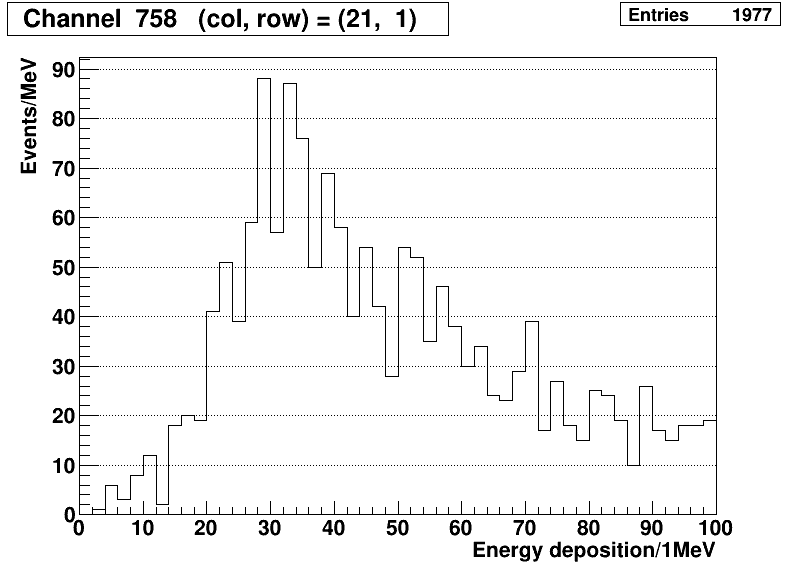 Channel 758 (col, row) = (21, 1)
Entries 1977
Events/MeV
90
80
70
60
50
40
30
20
10
0
0 10 20 30 40 50 60 70 80 90 100
Energy deposition/1MeV